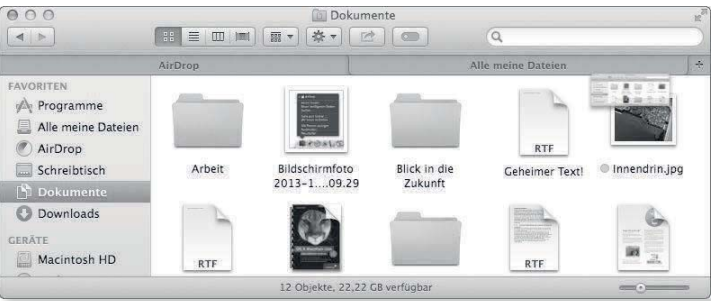 Dokumente
AirDrop
Alle meine Dateien
FAVORITEN
Programme
Alle meine Dateien
AirDrop
Schreibtisch
Dokumente
Downloads
GERÄTE
Macintosh HD
Arbeit
Bildschirmfoto
2013-1....09.29
Blick in die
Zukunft
RTF
Geheimer Text!
Innendrin.jpg
RTF
RTF
12 Objekte, 22,22 GB verfügbar